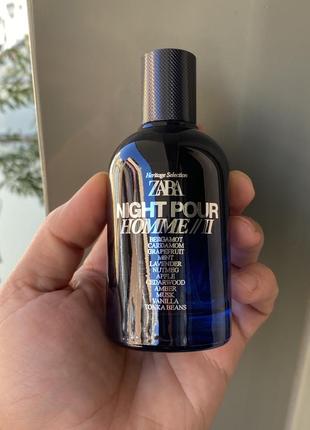 Heritage Selection
ZARA
NIGHT POUR
HOMME // II
BERGAMOT
CARDAMOM
GRAPEFRUIT
MINT
LAVENDER
NUTMEG
APPLE
CEDARWOOD
AMBER
MUSK
VANILLA
TONKA BEANS